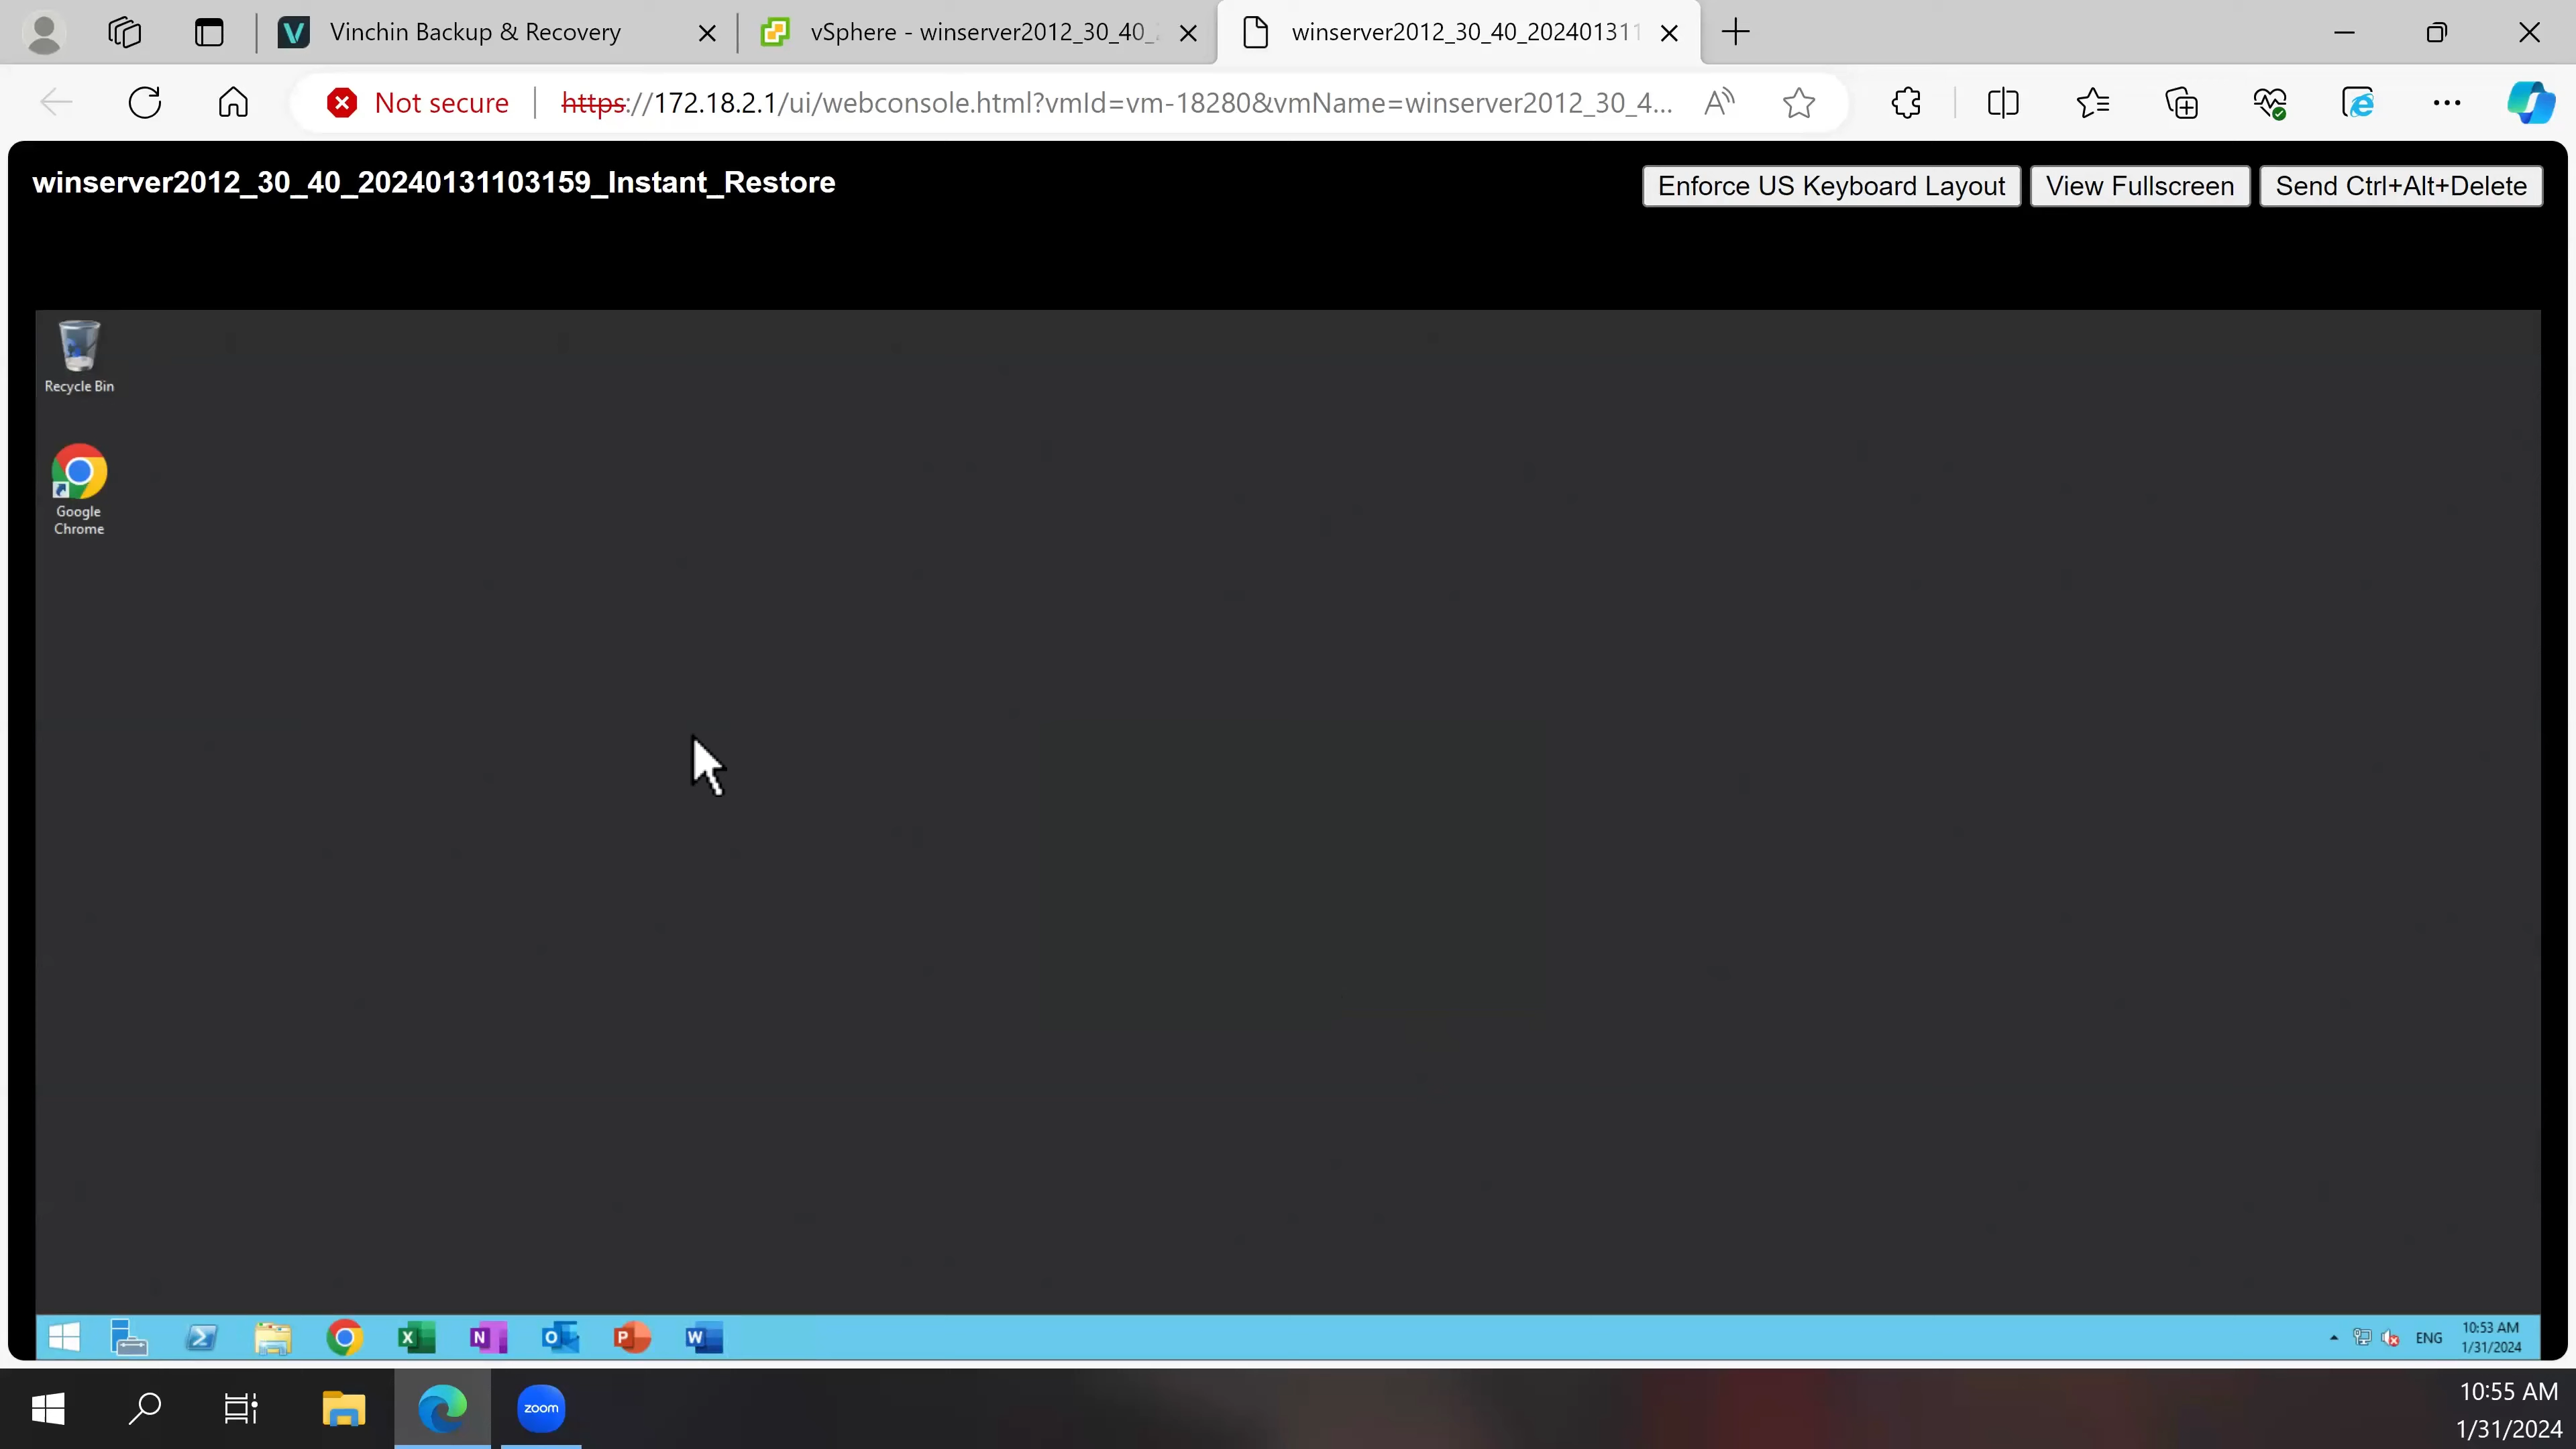 Vinchin Backup & Recovery
vSphere - winserver2012_30_40_
winserver2012_30_40_202401311
Not secure
https://172.18.2.1/ui/webconsole.html?vmId=vm-18280&vmName=winserver2012_30_4...
winserver2012_30_40_20240131103159_Instant_Restore
Enforce US Keyboard Layout
View Fullscreen
Send Ctrl+Alt+Delete
Recycle Bin
Google
Chrome
ENG
10:53 AM
1/31/2024
zoom
10:55 AM
1/31/2024